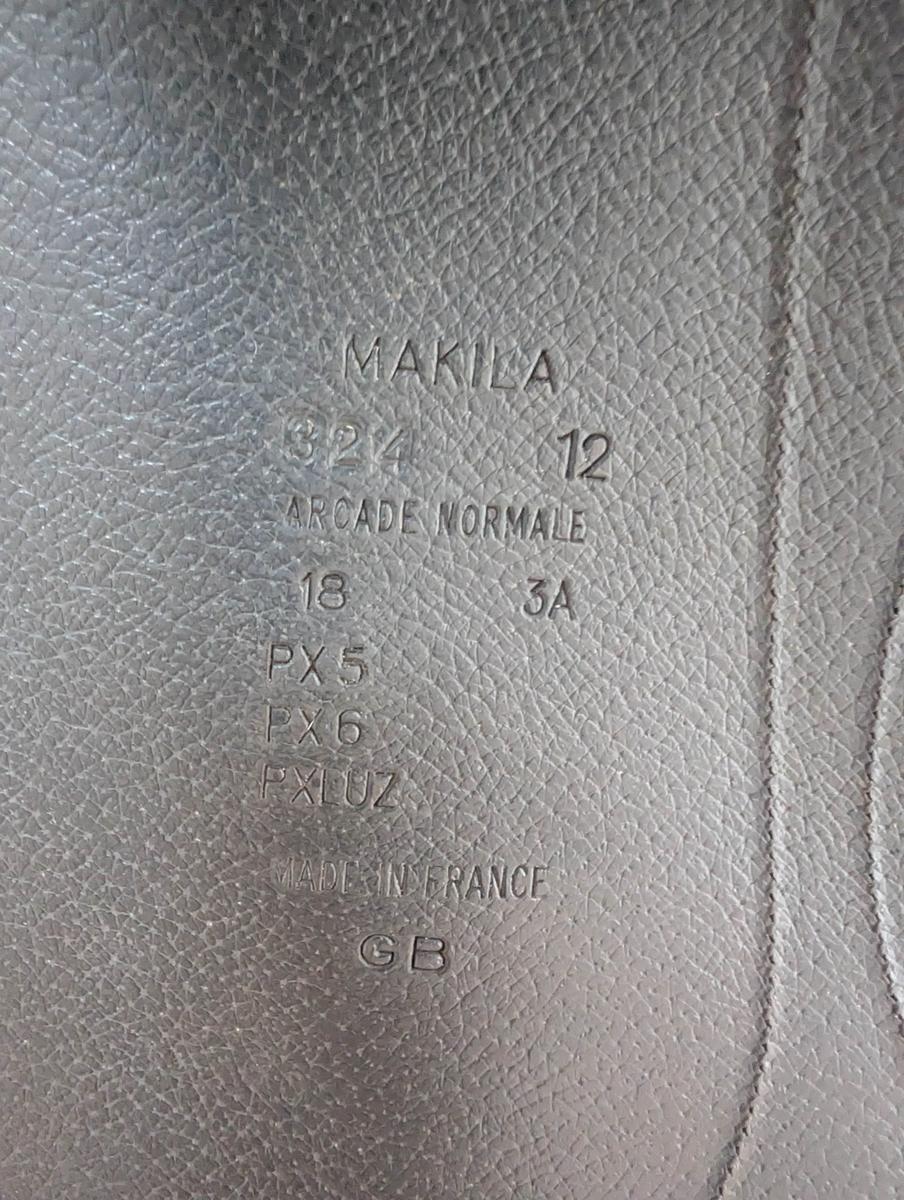 MAKILA
324 12
ARCADE NORMALE
18 3A
PX5
PX6
PXLUZ
MADE IN FRANCE
GB